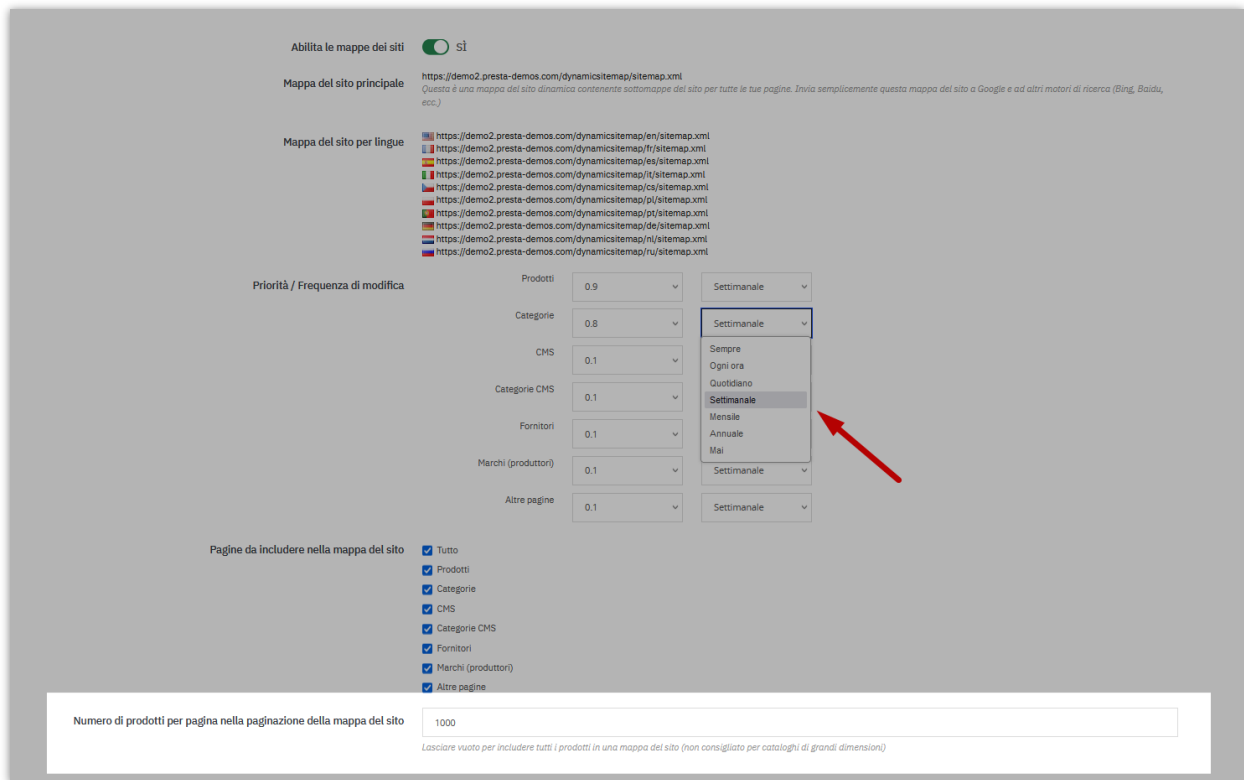 Abilita le mappe dei siti
SÌ
Mappa del sito principale
https://demo2.presta-demos.com/dynamicsitemap/sitemap.xml
Questa è una mappa del sito dinamica contenente sottomappe del sito per tutte le tue pagine. Invia semplicemente questa mappa del sito a Google e ad altri motori di ricerca (Bing, Baidu,
ecc.)
Mappa del sito per lingue
https://demo2.presta-demos.com/dynamicsitemap/en/sitemap.xml
https://demo2.presta-demos.com/dynamicsitemap/fr/sitemap.xml
https://demo2.presta-demos.com/dynamicsitemap/es/sitemap.xml
https://demo2.presta-demos.com/dynamicsitemap/it/sitemap.xml
https://demo2.presta-demos.com/dynamicsitemap/cs/sitemap.xml
https://demo2.presta-demos.com/dynamicsitemap/pl/sitemap.xml
https://demo2.presta-demos.com/dynamicsitemap/pt/sitemap.xml
https://demo2.presta-demos.com/dynamicsitemap/de/sitemap.xml
https://demo2.presta-demos.com/dynamicsitemap/nl/sitemap.xml
https://demo2.presta-demos.com/dynamicsitemap/ru/sitemap.xml
Priorità / Frequenza di modifica
Prodotti 0.9 Settimanale
Categorie 0.8 Settimanale
Sempre
Ogni ora
Quotidiano
Settimanale
Mensile
Annuale
Mai
CMS 0.1
Categorie CMS 0.1
Fornitori 0.1
Marchi (produttori) 0.1 Settimanale
Altre pagine 0.1 Settimanale
Pagine da includere nella mappa del sito
Tutto
Prodotti
Categorie
CMS
Categorie CMS
Fornitori
Marchi (produttori)
Altre pagine
Numero di prodotti per pagina nella paginazione della mappa del sito
1000
Lasciare vuoto per includere tutti i prodotti in una mappa del sito (non consigliato per cataloghi di grandi dimensioni)